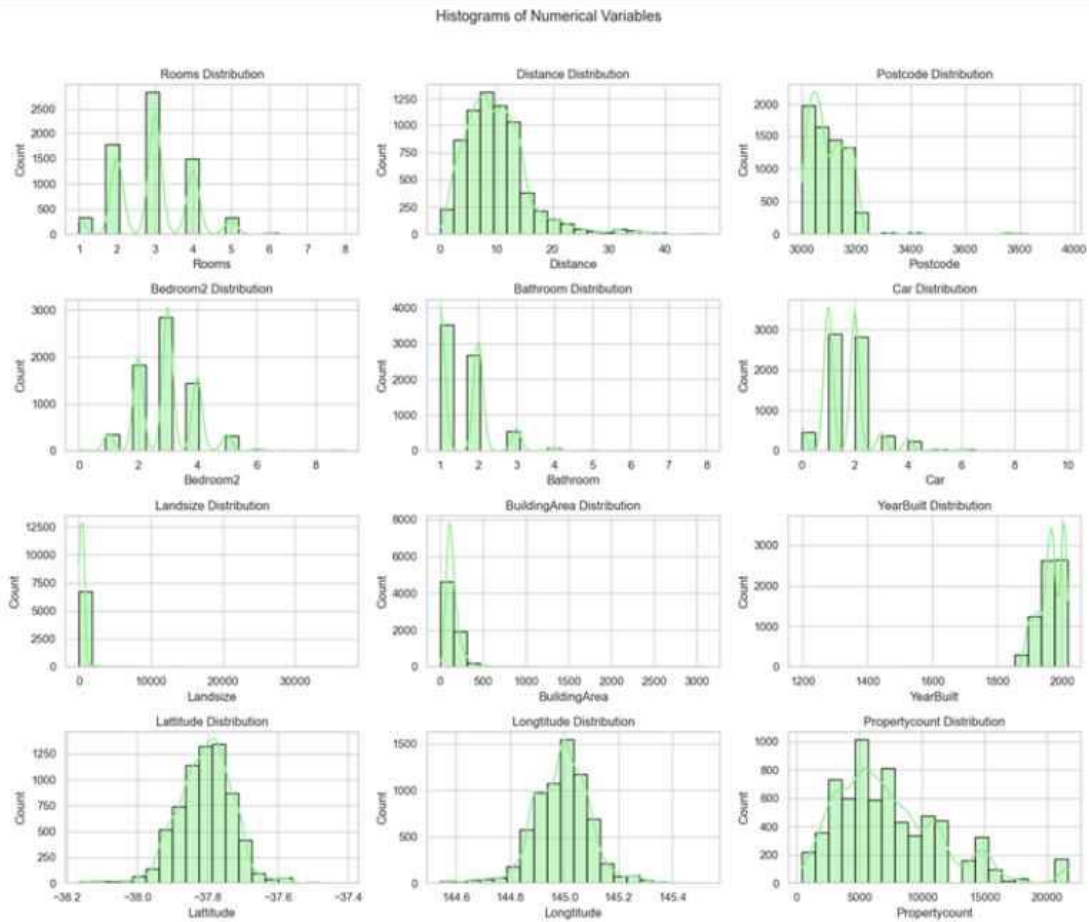 Histograms of Numerical Variables
Rooms Distribution
Count
2500
2000
1500
1000
500
0
1 2 3 4 5 6 7 8
Rooms
Distance Distribution
Count
1250
1000
750
500
250
0
0 10 20 30 40
Distance
Postcode Distribution
Count
2000
1500
1000
500
0
3000 3200 3400 3600 3800 4000
Postcode
Bedroom2 Distribution
Count
3000
2000
1000
0
0 2 4 6 8
Bedroom2
Bathroom Distribution
Count
4000
3000
2000
1000
0
1 2 3 4 5 6 7 8
Bathroom
Car Distribution
Count
3000
2000
1000
0
0 2 4 6 8 10
Car
Landsize Distribution
Count
12500
10000
7500
5000
2500
0
0 10000 20000 30000
Landsize
BuildingArea Distribution
Count
8000
6000
4000
2000
0
0 500 1000 1500 2000 2500 3000
BuildingArea
YearBuilt Distribution
Count
3000
2000
1000
0
1200 1400 1600 1800 2000
YearBuilt
Lattitude Distribution
Count
1250
1000
750
500
250
0
−38.2 −38.0 −37.8 −37.6 −37.4
Lattitude
Longtitude Distribution
Count
1500
1000
500
0
144.6 144.8 145.0 145.2 145.4
Longtitude
Propertycount Distribution
Count
1000
800
600
400
200
0
5000 10000 15000 20000
Propertycount